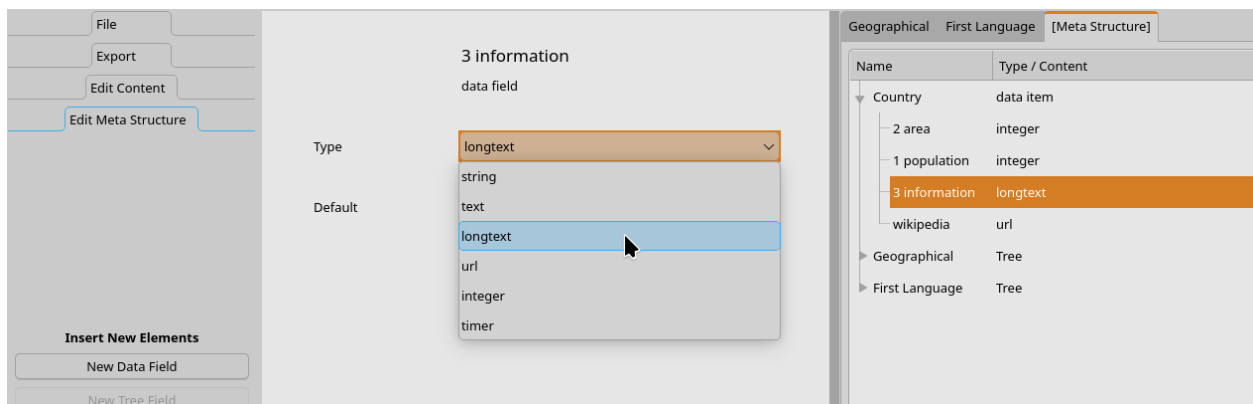 File
Export
Edit Content
Edit Meta Structure
Insert New Elements
New Data Field
New Tree Field
3 information
data field
Type
longtext
string
text
longtext
url
integer
timer
Default
Geographical First Language [Meta Structure]
Name Type / Content
Country data item
2 area integer
1 population integer
3 information longtext
wikipedia url
Geographical Tree
First Language Tree